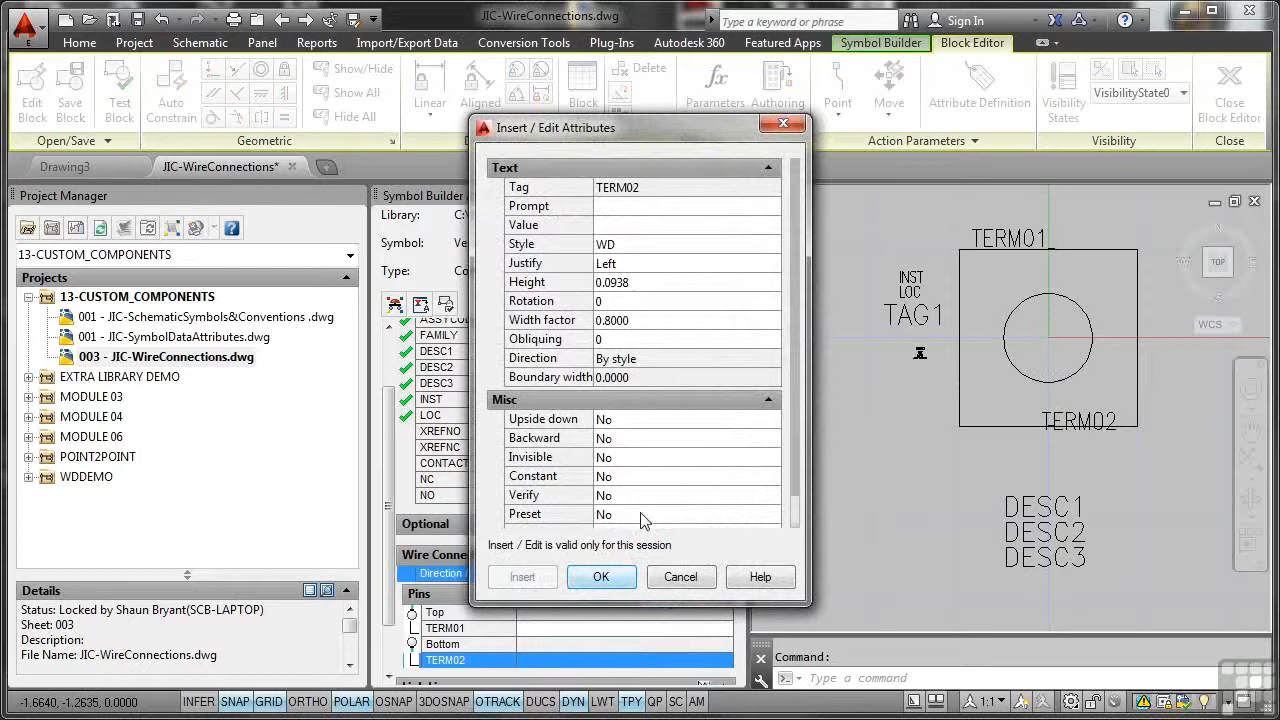 JIC-WireConnections.dwg
Type a keyword or phrase
Sign In
Home
Project
Schematic
Panel
Reports
Import/Export Data
Conversion Tools
Plug-Ins
Autodesk 360
Featured Apps
Symbol Builder
Block Editor
Edit Block
Save Block
Test Block
Auto Constrain
Show/Hide
Show All
Hide All
Linear
Aligned
Block
Delete
Parameters
Authoring
Point
Move
Attribute Definition
Visibility States
VisibilityState0
Close Block Editor
Open/Save
Geometric
Action Parameters
Visibility
Close
Drawing3
JIC-WireConnections*
Project Manager
13-CUSTOM_COMPONENTS
Projects
13-CUSTOM_COMPONENTS
001 - JIC-SchematicSymbols&Conventions .dwg
001 - JIC-SymbolDataAttributes.dwg
003 - JIC-WireConnections.dwg
EXTRA LIBRARY DEMO
MODULE 03
MODULE 04
MODULE 06
POINT2POINT
WDDEMO
Details
Status: Locked by Shaun Bryant(SCB-LAPTOP)
Sheet: 003
Description:
File Name: JIC-WireConnections.dwg
Symbol Builder
Library:
Symbol:
Type:
FAMILY
DESC1
DESC2
DESC3
INST
LOC
XREFNO
XREFNC
CONTACT
NC
NO
Optional
Wire Conne
Direction
Pins
Top
TERM01
Bottom
TERM02
Insert / Edit Attributes
Text
Tag TERM02
Prompt
Value
Style WD
Justify Left
Height 0.0938
Rotation 0
Width factor 0.8000
Obliquing 0
Direction By style
Boundary width 0.0000
Misc
Upside down No
Backward No
Invisible No
Constant No
Verify No
Preset No
Insert / Edit is valid only for this session
Insert
OK
Cancel
Help
TERM01
INST
LOC
TAG1
TERM02
DESC1
DESC2
DESC3
N
TOP
WCS
Command:
Type a command
-1.6640, -1.2635, 0.0000
INFER SNAP GRID ORTHO POLAR OSNAP 3DOSNAP OTRACK DYN LWT TPY QC SC AM
1:1